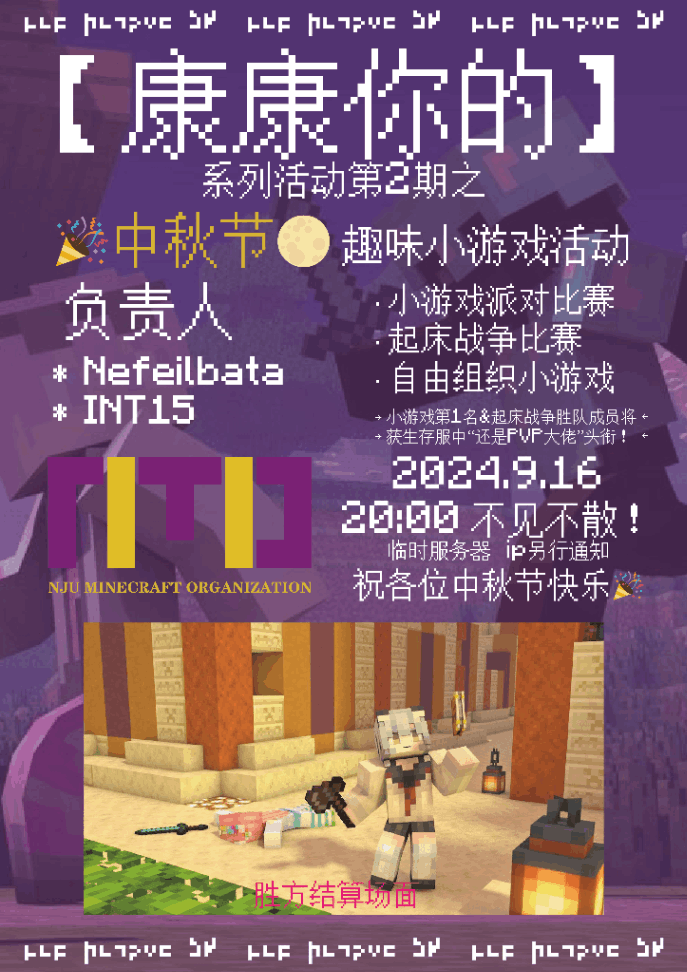 【康康你的】
系列活动第2期之
🎉中秋节🌕趣味小游戏活动
负责人
* Nefeilbata
* INT15
· 小游戏派对比赛
· 起床战争比赛
· 自由组织小游戏
→ 小游戏第1名&起床战争胜队成员将 ←
→ 获生存服中“还是PVP大佬”头衔！ ←
NJU MINECRAFT ORGANIZATION
2024.9.16
20:00 不见不散！
临时服务器 ip另行通知
祝各位中秋节快乐🎉
胜方结算场面